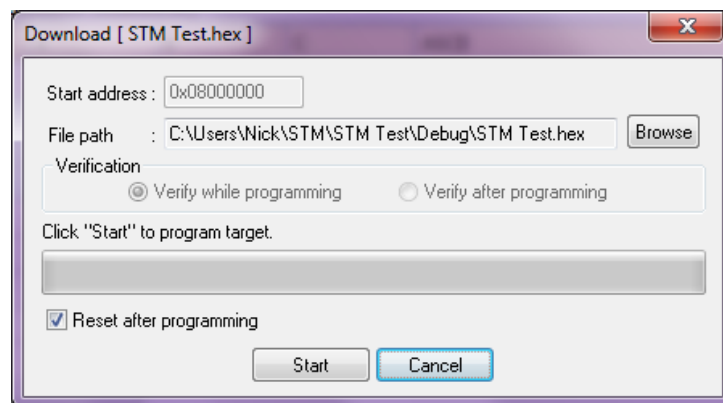 Download [ STM Test.hex ]
Start address : 0x08000000
File path : C:\Users\Nick\STM\STM Test\Debug\STM Test.hex Browse
Verification
Verify while programming Verify after programming
Click "Start" to program target.
Reset after programming
Start Cancel